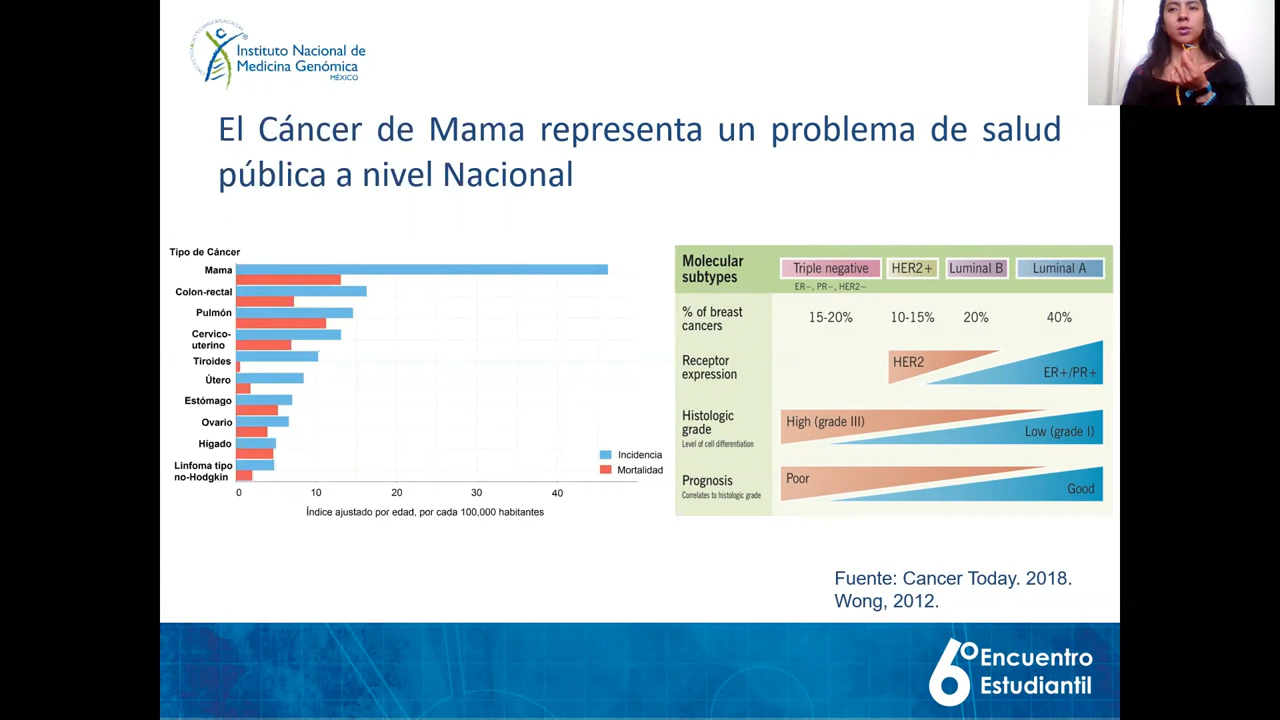 Instituto Nacional de
Medicina Genómica
MÉXICO
El Cáncer de Mama representa un problema de salud
pública a nivel Nacional
Tipo de Cáncer
Mama
Colon-rectal
Pulmón
Cervico-
uterino
Tiroides
Útero
Estómago
Ovario
Hígado
Linfoma tipo
no-Hodgkin
Incidencia
Mortalidad
0 10 20 30 40
Índice ajustado por edad, por cada 100,000 habitantes
Molecular
subtypes
Triple negative HER2+ Luminal B Luminal A
ER–, PR–, HER2–
% of breast
cancers
15-20% 10-15% 20% 40%
Receptor
expression
HER2
ER+/PR+
Histologic
grade
Level of cell differentiation
High (grade III)
Low (grade I)
Prognosis
Correlates to histologic grade
Poor
Good
Fuente: Cancer Today. 2018.
Wong, 2012.
6º Encuentro
Estudiantil